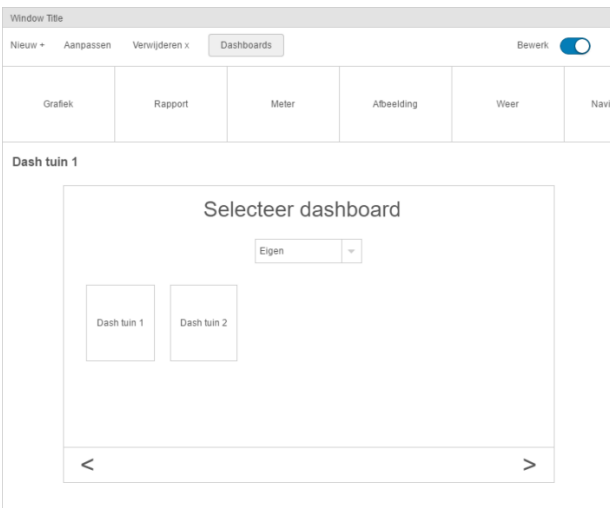 Window Title
Nieuw + Aanpassen Verwijderen x Dashboards Bewerk
Grafiek Rapport Meter Afbeelding Weer Navi
Dash tuin 1
Selecteer dashboard
Eigen
Dash tuin 1 Dash tuin 2
< >